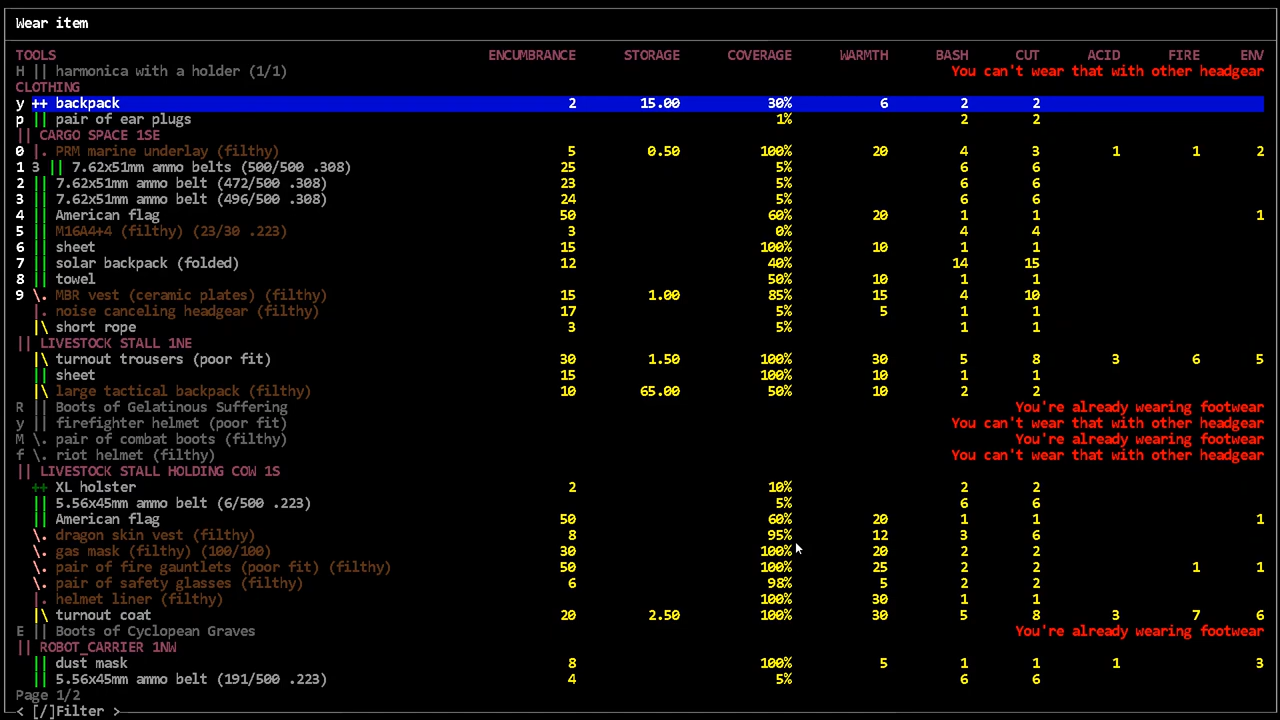 Wear item
TOOLS ENCUMBRANCE STORAGE COVERAGE WARMTH BASH CUT ACID FIRE ENV
H || harmonica with a holder (1/1) You can't wear that with other headgear
CLOTHING
y ++ backpack 2 15.00 30% 6 2 2
p || pair of ear plugs 1% 2 2
|| CARGO SPACE 1SE
0 |. PRM marine underlay (filthy) 5 0.50 100% 20 4 3 1 1 2
1 3 || 7.62x51mm ammo belts (500/500 .308) 25 5% 6 6
2 || 7.62x51mm ammo belt (472/500 .308) 23 5% 6 6
3 || 7.62x51mm ammo belt (496/500 .308) 24 5% 6 6
4 || American flag 50 60% 20 1 1 1
5 || M16A4+4 (filthy) (23/30 .223) 3 0% 4 4
6 || sheet 15 100% 10 1 1
7 || solar backpack (folded) 12 40% 14 15
8 || towel 50% 10 1 1
9 \. MBR vest (ceramic plates) (filthy) 15 1.00 85% 15 4 10
|. noise canceling headgear (filthy) 17 5% 5 1 1
|\ short rope 3 5% 1 1
|| LIVESTOCK STALL 1NE
|\ turnout trousers (poor fit) 30 1.50 100% 30 5 8 3 6 5
|| sheet 15 100% 10 1 1
|\ large tactical backpack (filthy) 10 65.00 50% 10 2 2
R || Boots of Gelatinous Suffering You're already wearing footwear
y || firefighter helmet (poor fit) You can't wear that with other headgear
M \. pair of combat boots (filthy) You're already wearing footwear
f \. riot helmet (filthy) You can't wear that with other headgear
|| LIVESTOCK STALL HOLDING COW 1S
++ XL holster 2 10% 2 2
|| 5.56x45mm ammo belt (6/500 .223) 5% 6 6
|| American flag 50 60% 20 1 1 1
\. dragon skin vest (filthy) 8 95% 12 3 6
\. gas mask (filthy) (100/100) 30 100% 20 2 2
\. pair of fire gauntlets (poor fit) (filthy) 50 100% 25 2 2 1 1
\. pair of safety glasses (filthy) 6 98% 5 2 2
|. helmet liner (filthy) 100% 30 1 1
|\ turnout coat 20 2.50 100% 30 5 8 3 7 6
E || Boots of Cyclopean Graves You're already wearing footwear
|| ROBOT_CARRIER 1NW
|| dust mask 8 100% 5 1 1 1 3
|| 5.56x45mm ammo belt (191/500 .223) 4 5% 6 6
Page 1/2
< [/]Filter >